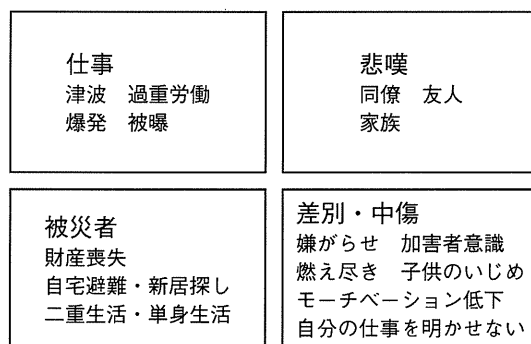 仕事
津波　過重労働
爆発　被曝
悲嘆
同僚　友人
家族
被災者
財産喪失
自宅避難・新居探し
二重生活・単身生活
差別・中傷
嫌がらせ　加害者意識
燃え尽き　子供のいじめ
モーチベーション低下
自分の仕事を明かせない